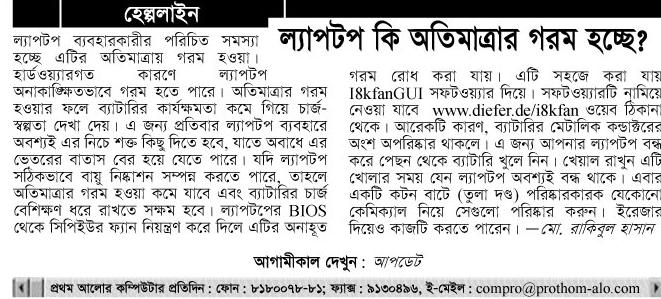 হেল্পলাইন
ল্যাপটপ কি অতিমাত্রার গরম হচ্ছে?
ল্যাপটপ ব্যবহারকারীর পরিচিত সমস্যা
হচ্ছে এটির অতিমাত্রায় গরম হওয়া।
হার্ডওয়্যারগত কারণে ল্যাপটপ
অনাকাঙ্ক্ষিতভাবে গরম হতে পারে। অতিমাত্রার গরম
হওয়ার ফলে ব্যাটারির কার্যক্ষমতা কমে গিয়ে চার্জ-
স্বল্পতা দেখা দেয়। এ জন্য প্রতিবার ল্যাপটপ ব্যবহারে
অবশ্যই এর নিচে শক্ত কিছু দিতে হবে, যাতে অবাধে এর
ভেতরের বাতাস বের হয়ে যেতে পারে। যদি ল্যাপটপ
সঠিকভাবে বায়ু নিষ্কাশন সম্পন্ন করতে পারে, তাহলে
অতিমাত্রার গরম হওয়া কমে যাবে এবং ব্যাটারির চার্জ
বেশিক্ষণ ধরে রাখতে সক্ষম হবে। ল্যাপটপের BIOS
থেকে সিপিইউর ফ্যান নিয়ন্ত্রণ করে দিলে এটির অনাহূত
গরম রোধ করা যায়। এটি সহজে করা যায়
I8kfanGUI সফটওয়্যার দিয়ে। সফটওয়্যারটি নামিয়ে
নেওয়া যাবে www.diefer.de/i8kfan ওয়েব ঠিকানা
থেকে। আরেকটি কারণ, ব্যাটারির মেটালিক কন্ডাক্টরের
অংশ অপরিষ্কার থাকলে। এ জন্য আপনার ল্যাপটপ বন্ধ
করে পেছন থেকে ব্যাটারি খুলে নিন। খেয়াল রাখুন এটি
খোলার সময় যেন ল্যাপটপ অবশ্যই বন্ধ থাকে। এবার
একটি কটন বাটে (তুলা দণ্ড) পরিষ্কারকারক যেকোনো
কেমিক্যাল নিয়ে সেগুলো পরিষ্কার করুন। ইরেজার
দিয়েও কাজটি করতে পারেন। —মো. রাকিবুল হাসান
আগামীকাল দেখুন : আপডেট
প্রথম আলোর কম্পিউটার প্রতিদিন : ফোন : ৮১৮০০৭৮-৮১; ফ্যাক্স : ৯১৩০৪৯৬, ই-মেইল : compro@prothom-alo.com